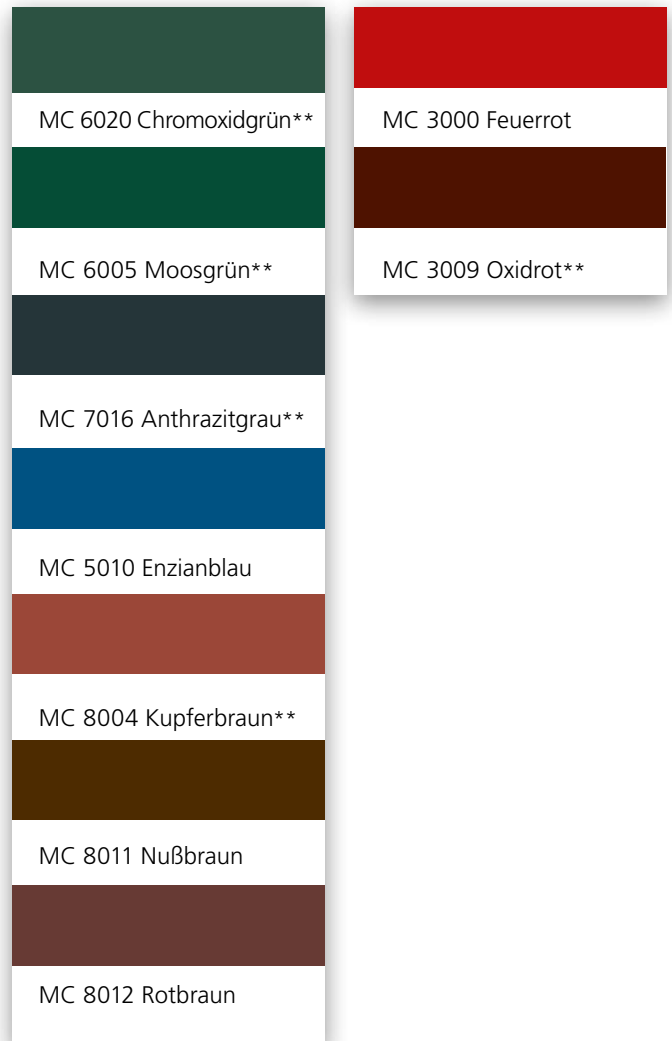 MC 6020 Chromoxidgrün**
MC 6005 Moosgrün**
MC 7016 Anthrazitgrau**
MC 5010 Enzianblau
MC 8004 Kupferbraun**
MC 8011 Nußbraun
MC 8012 Rotbraun
MC 3000 Feuerrot
MC 3009 Oxidrot**